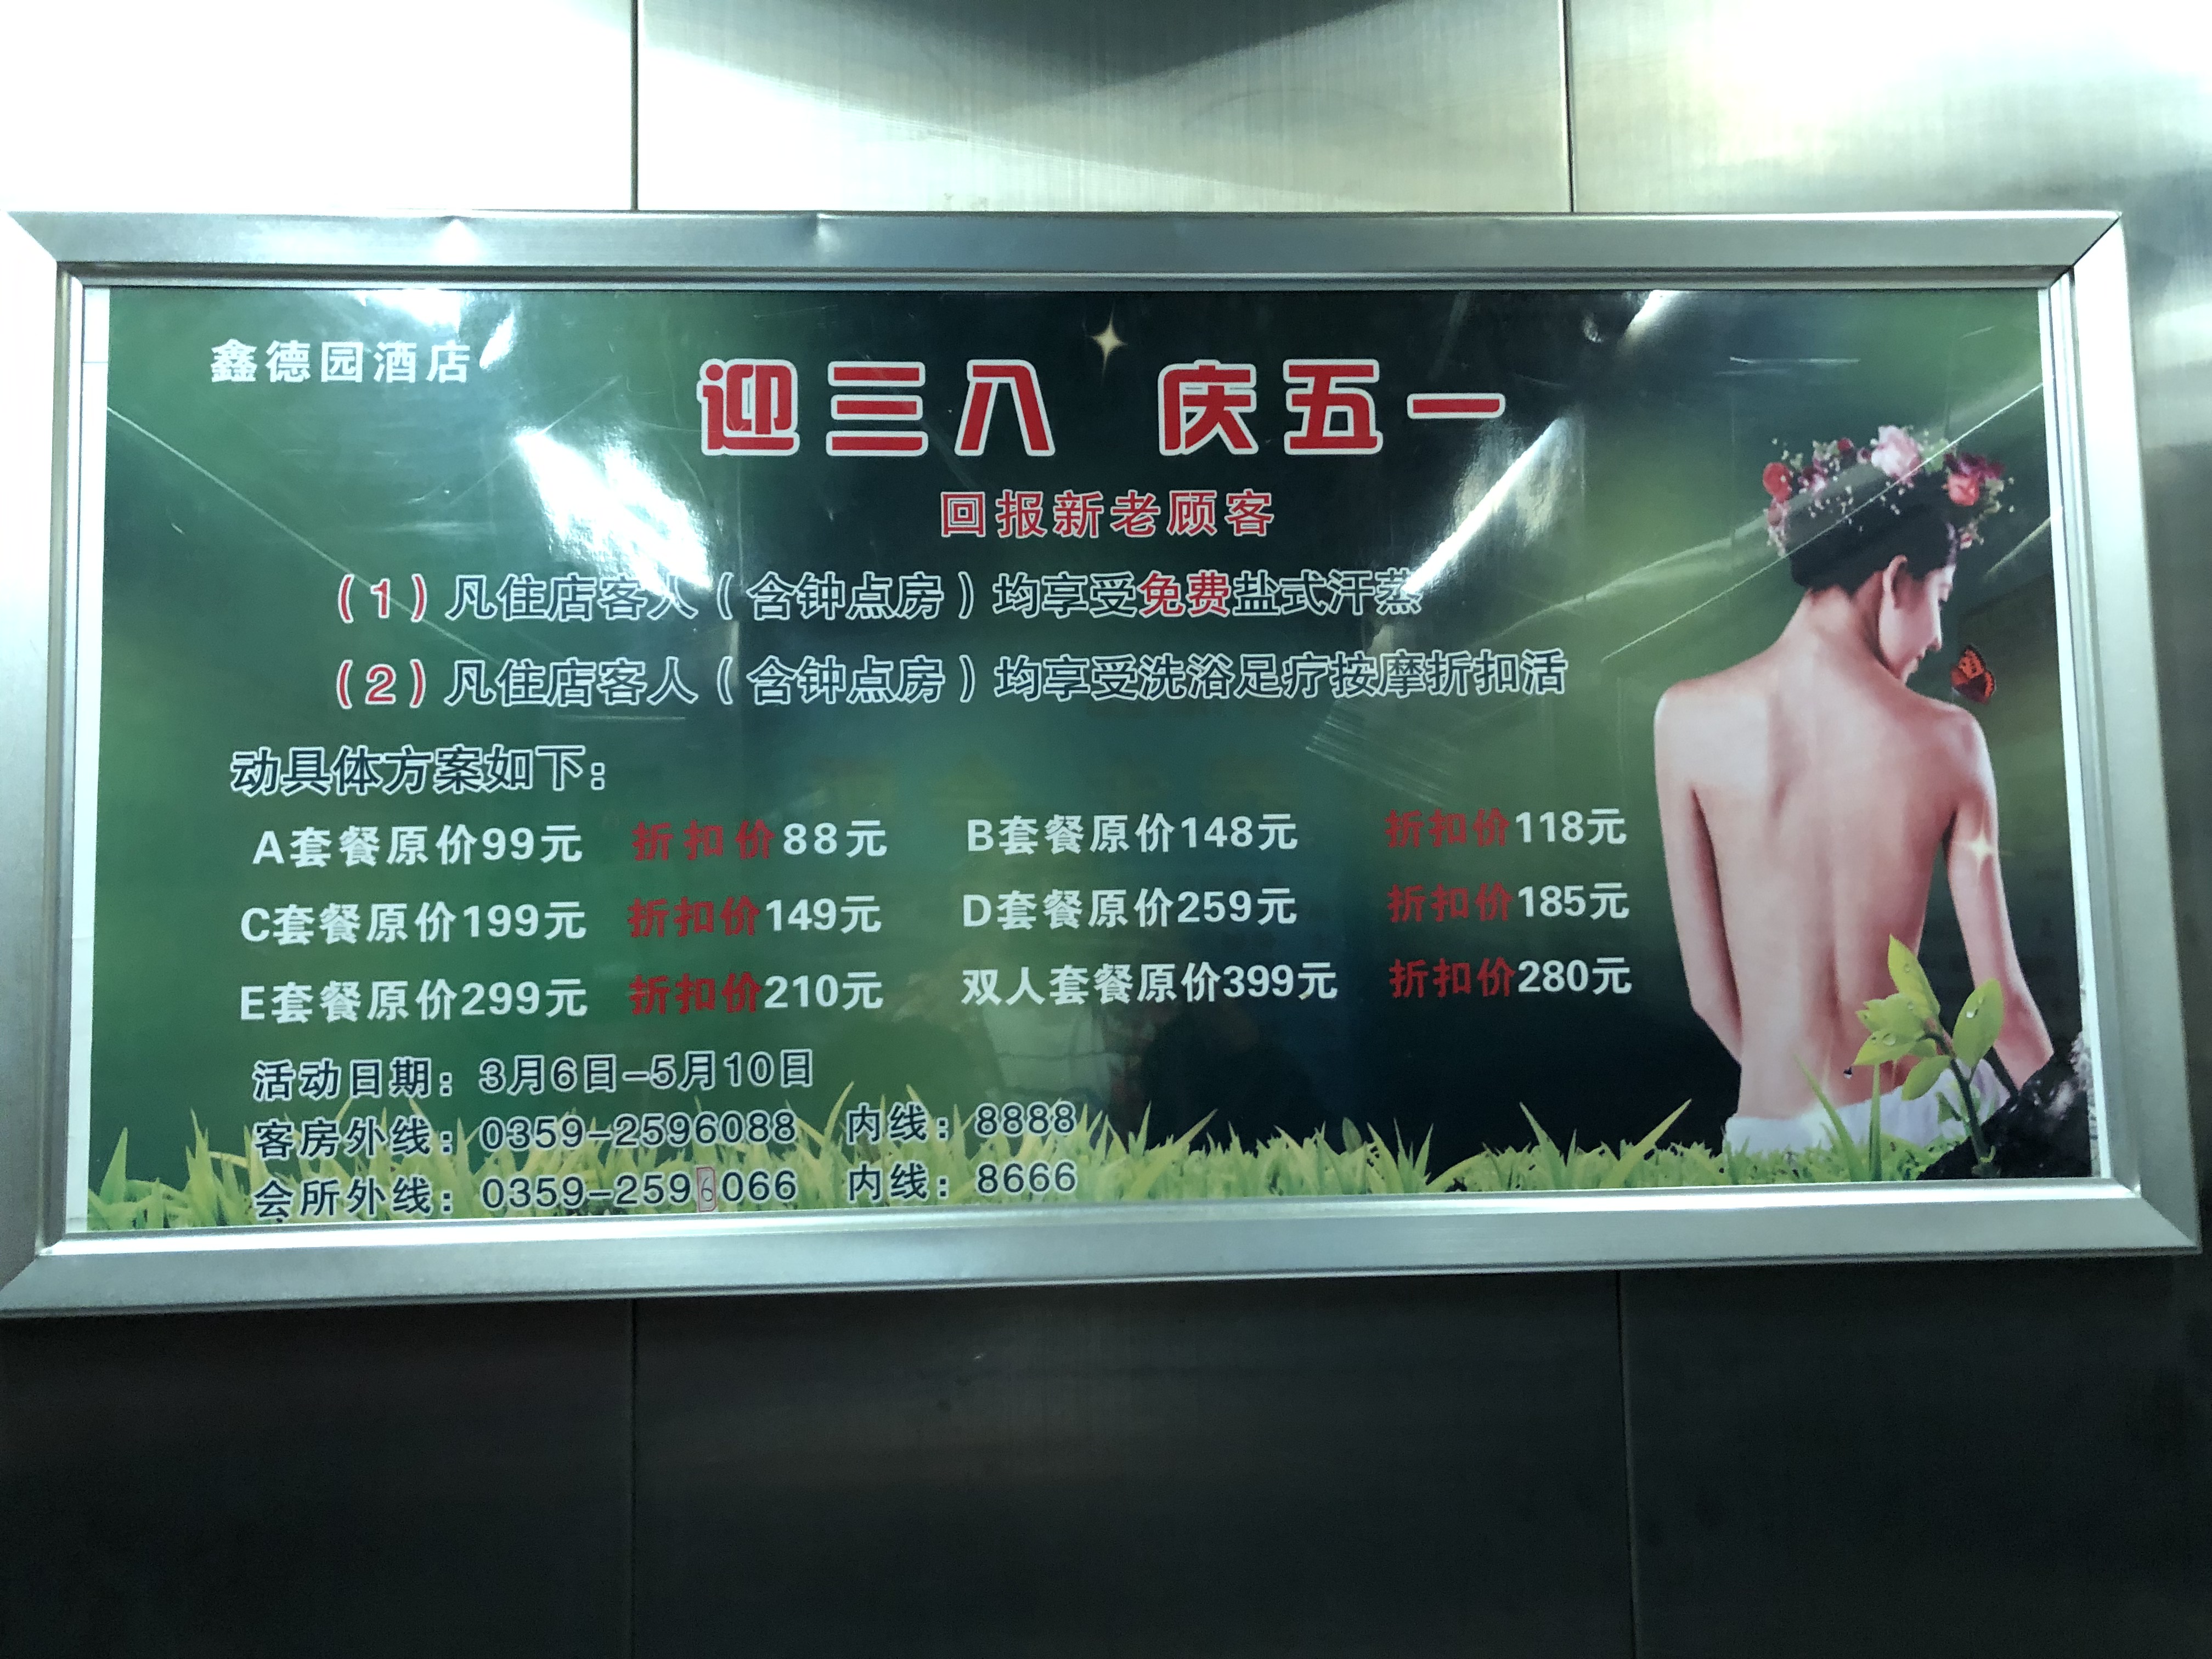 鑫德园酒店
迎三八 庆五一
回报新老顾客
（1）凡住店客人（含钟点房）均享受免费盐式汗蒸
（2）凡住店客人（含钟点房）均享受洗浴足疗按摩折扣活
动具体方案如下：
A套餐原价99元 折扣价88元 B套餐原价148元 折扣价118元
C套餐原价199元 折扣价149元 D套餐原价259元 折扣价185元
E套餐原价299元 折扣价210元 双人套餐原价399元 折扣价280元
活动日期：3月6日-5月10日
客房外线：0359-2596088 内线：8888
会所外线：0359-2596066 内线：8666